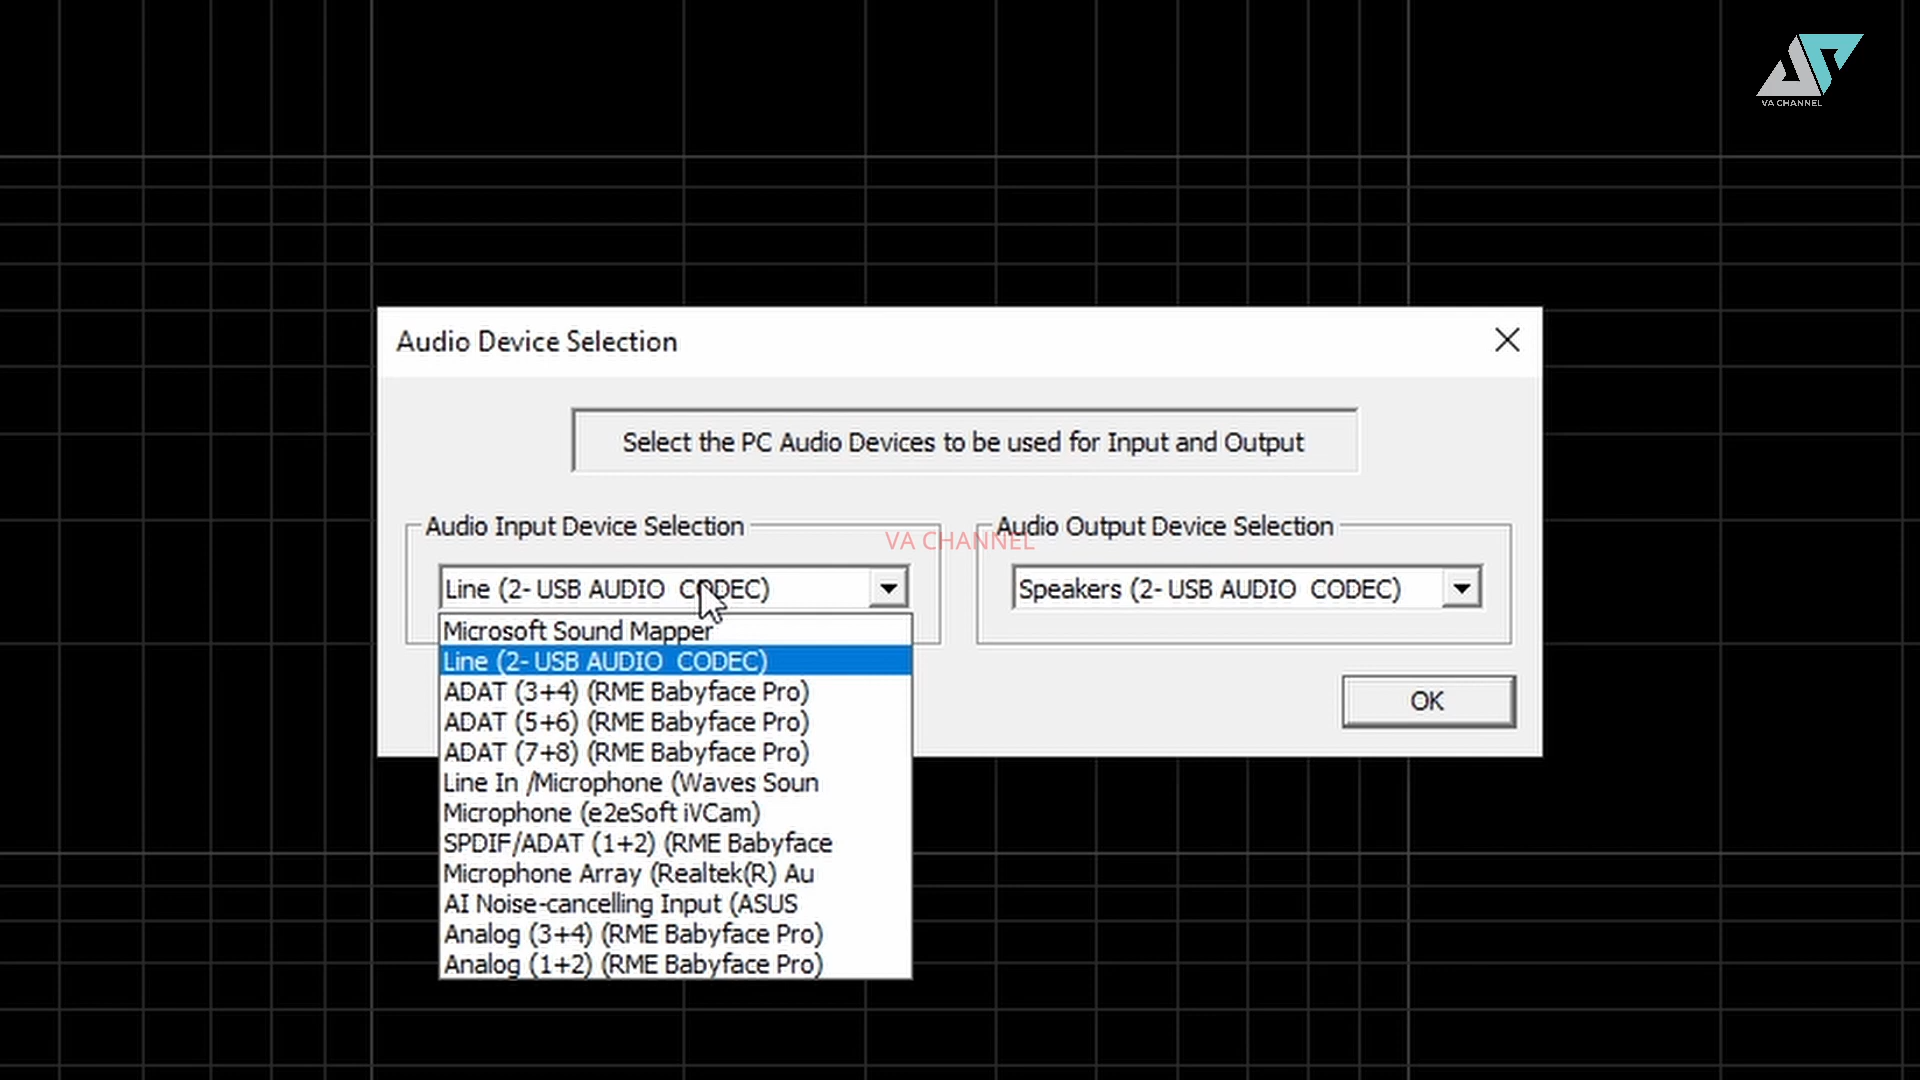 VA CHANNEL
Audio Device Selection
Select the PC Audio Devices to be used for Input and Output
Audio Input Device Selection
VA CHANNEL
Audio Output Device Selection
Line (2- USB AUDIO  CODEC)
Speakers (2- USB AUDIO  CODEC)
Microsoft Sound Mapper
Line (2- USB AUDIO  CODEC)
ADAT (3+4) (RME Babyface Pro)
ADAT (5+6) (RME Babyface Pro)
ADAT (7+8) (RME Babyface Pro)
Line In /Microphone (Waves Soun
Microphone (e2eSoft iVCam)
SPDIF/ADAT (1+2) (RME Babyface
Microphone Array (Realtek(R) Au
AI Noise-cancelling Input (ASUS
Analog (3+4) (RME Babyface Pro)
Analog (1+2) (RME Babyface Pro)
OK